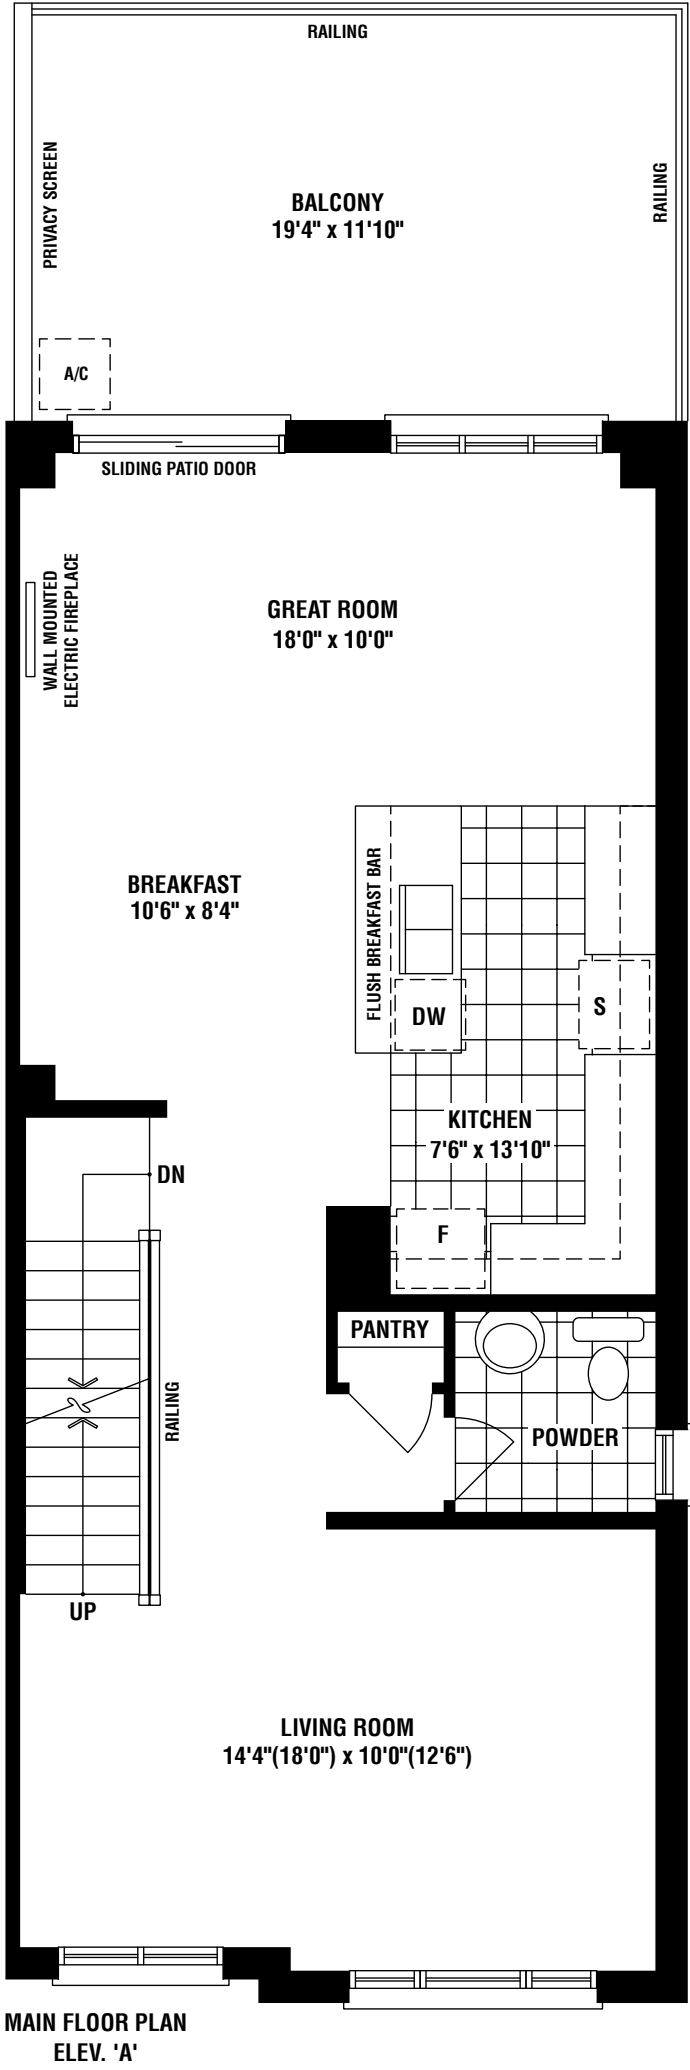 RAILING
PRIVACY SCREEN
RAILING
BALCONY
19'4" x 11'10"
A/C
SLIDING PATIO DOOR
WALL MOUNTED
ELECTRIC FIREPLACE
GREAT ROOM
18'0" x 10'0"
BREAKFAST
10'6" x 8'4"
FLUSH BREAKFAST BAR
DW
S
KITCHEN
7'6" x 13'10"
DN
F
PANTRY
RAILING
POWDER
UP
LIVING ROOM
14'4"(18'0") x 10'0"(12'6")
MAIN FLOOR PLAN
ELEV. 'A'